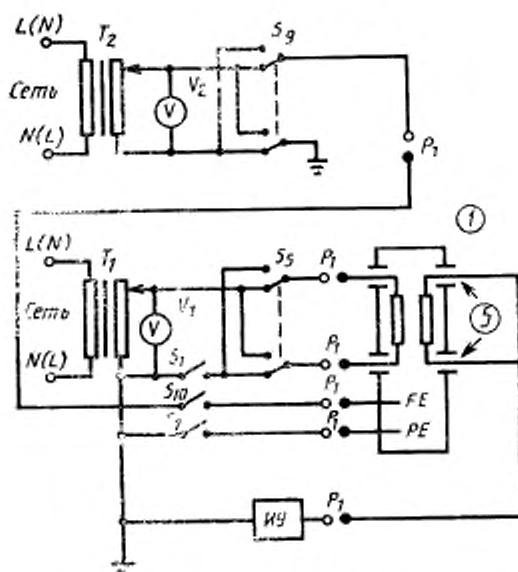 L(N) T2 S9
Сеть V2
V
N(L) P1
1
L(N) T1 S5 P1
Сеть V1
V 5
S1 P1
N(L)
S10 P1 FE
P1 PE
ИУ P1